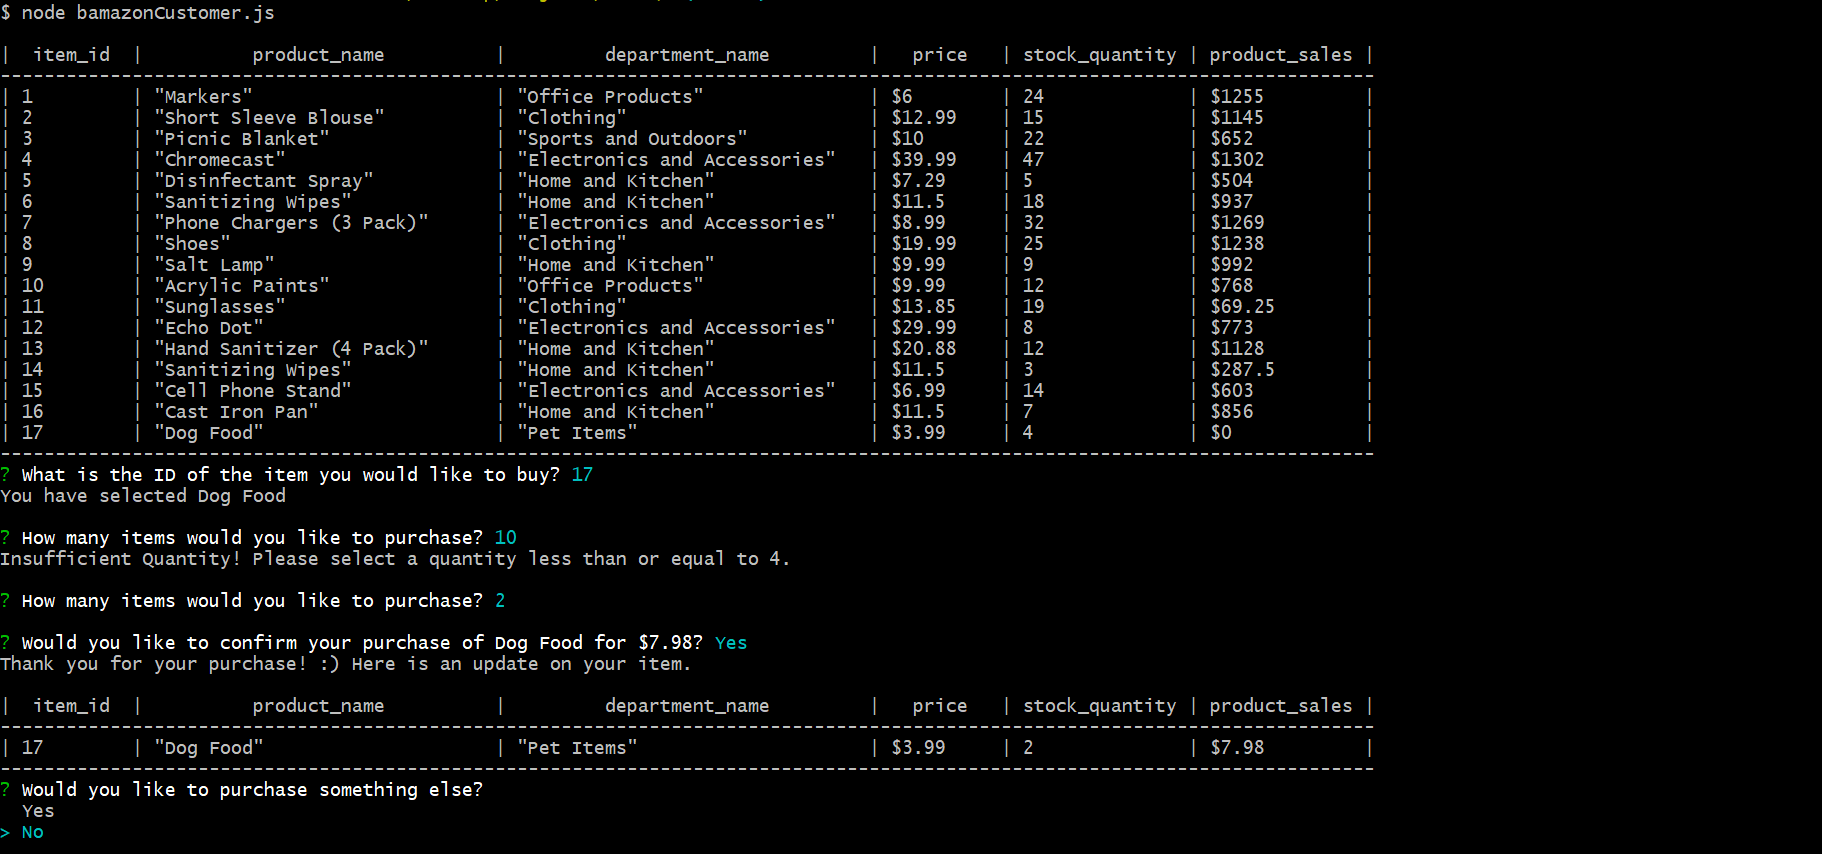 $ node bamazonCustomer.js
|  item_id  |          product_name          |         department_name          |   price   | stock_quantity | product_sales |
-----------------------------------------------------------------------------------------------------------------------------
| 1         | "Markers"                      | "Office Products"                | $6        | 24             | $1255         |
| 2         | "Short Sleeve Blouse"          | "Clothing"                       | $12.99    | 15             | $1145         |
| 3         | "Picnic Blanket"               | "Sports and Outdoors"            | $10       | 22             | $652          |
| 4         | "Chromecast"                   | "Electronics and Accessories"    | $39.99    | 47             | $1302         |
| 5         | "Disinfectant Spray"           | "Home and Kitchen"               | $7.29     | 5              | $504          |
| 6         | "Sanitizing Wipes"             | "Home and Kitchen"               | $11.5     | 18             | $937          |
| 7         | "Phone Chargers (3 Pack)"      | "Electronics and Accessories"    | $8.99     | 32             | $1269         |
| 8         | "Shoes"                        | "Clothing"                       | $19.99    | 25             | $1238         |
| 9         | "Salt Lamp"                    | "Home and Kitchen"               | $9.99     | 9              | $992          |
| 10        | "Acrylic Paints"               | "Office Products"                | $9.99     | 12             | $768          |
| 11        | "Sunglasses"                   | "Clothing"                       | $13.85    | 19             | $69.25        |
| 12        | "Echo Dot"                     | "Electronics and Accessories"    | $29.99    | 8              | $773          |
| 13        | "Hand Sanitizer (4 Pack)"      | "Home and Kitchen"               | $20.88    | 12             | $1128         |
| 14        | "Sanitizing Wipes"             | "Home and Kitchen"               | $11.5     | 3              | $287.5        |
| 15        | "Cell Phone Stand"             | "Electronics and Accessories"    | $6.99     | 14             | $603          |
| 16        | "Cast Iron Pan"                | "Home and Kitchen"               | $11.5     | 7              | $856          |
| 17        | "Dog Food"                     | "Pet Items"                      | $3.99     | 4              | $0            |
-----------------------------------------------------------------------------------------------------------------------------
? What is the ID of the item you would like to buy? 17
You have selected Dog Food
? How many items would you like to purchase? 10
Insufficient Quantity! Please select a quantity less than or equal to 4.
? How many items would you like to purchase? 2
? Would you like to confirm your purchase of Dog Food for $7.98? Yes
Thank you for your purchase! :) Here is an update on your item.
|  item_id  |          product_name          |         department_name          |   price   | stock_quantity | product_sales |
-----------------------------------------------------------------------------------------------------------------------------
| 17        | "Dog Food"                     | "Pet Items"                      | $3.99     | 2              | $7.98         |
-----------------------------------------------------------------------------------------------------------------------------
? Would you like to purchase something else?
  Yes
> No